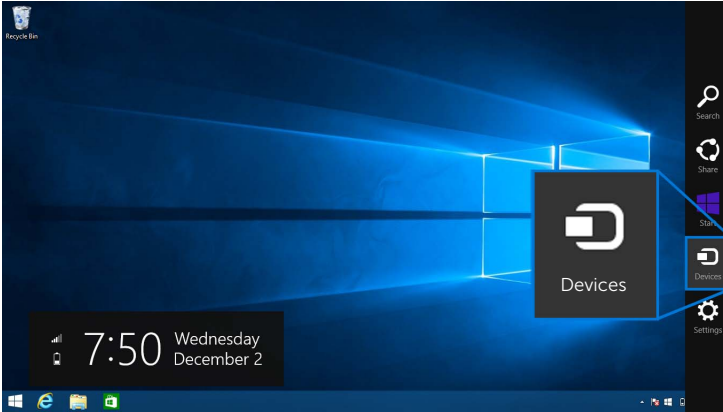 Recycle Bin
Search
Share
Start
Devices
Devices
Settings
7:50
Wednesday
December 2